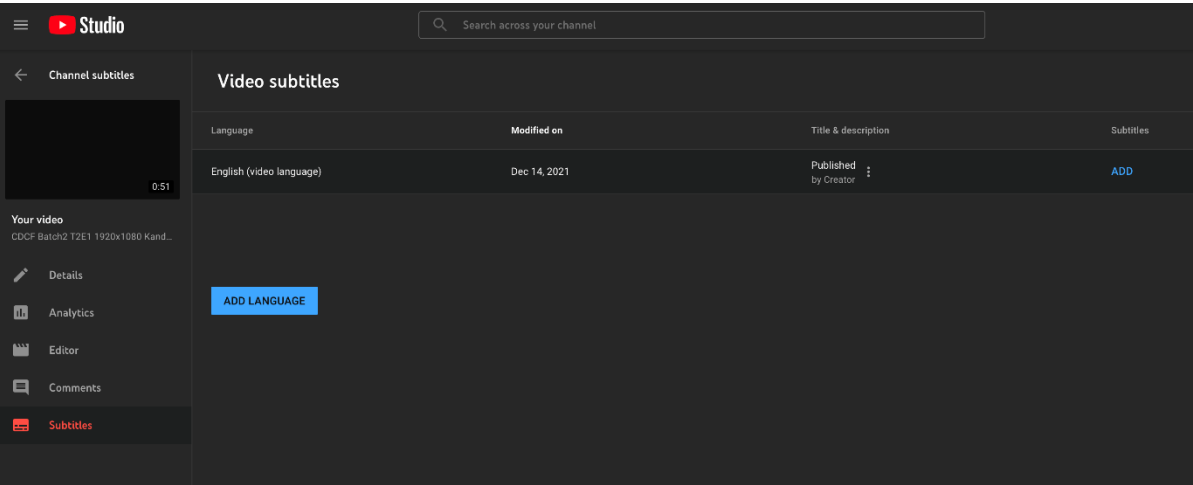 Studio
Search across your channel
Channel subtitles
0:51
Your video
CDCF Batch2 T2E1 1920x1080 Kand...
Details
Analytics
Editor
Comments
Subtitles
Video subtitles
Language Modified on Title & description Subtitles
English (video language) Dec 14, 2021 Published ADD
by Creator
ADD LANGUAGE